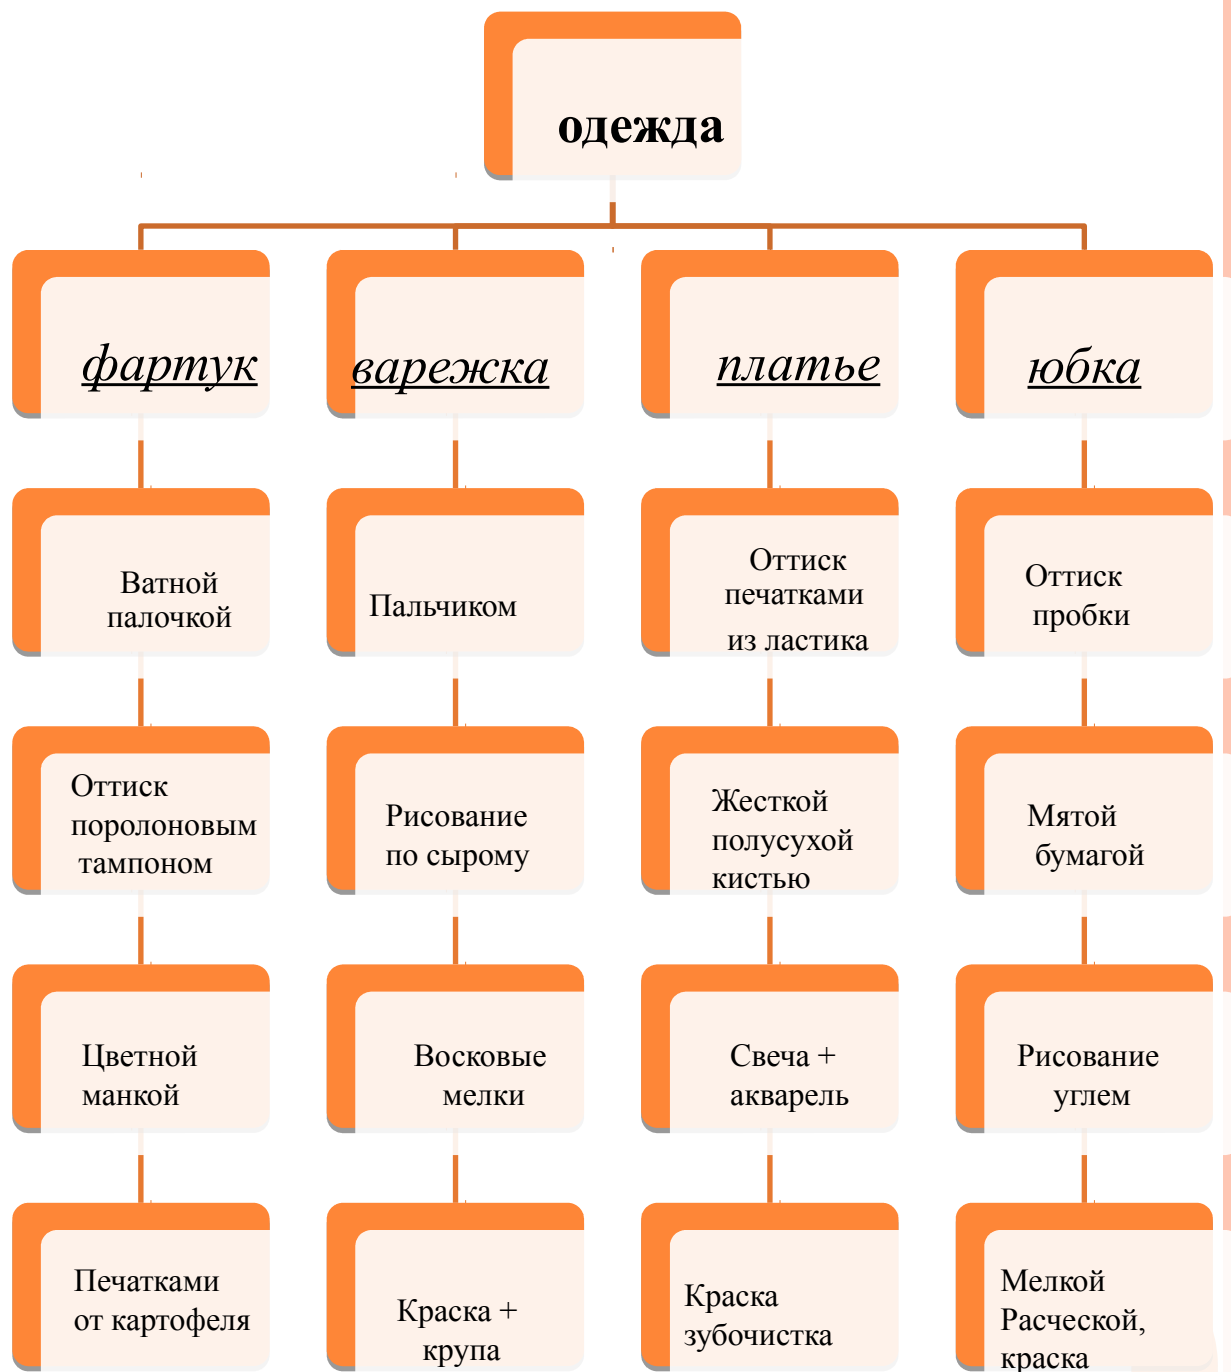 одежда
фартук
варежка
платье
юбка
Ватной
палочкой
Пальчиком
Оттиск
печатками
из ластика
Оттиск
пробки
Оттиск
поролоновым
тампоном
Рисование
по сырому
Жесткой
полусухой
кистью
Мятой
бумагой
Цветной
манкой
Восковые
мелки
Свеча +
акварель
Рисование
углем
Печатками
от картофеля
Краска +
крупа
Краска
зубочистка
Мелкой
Расческой,
краска